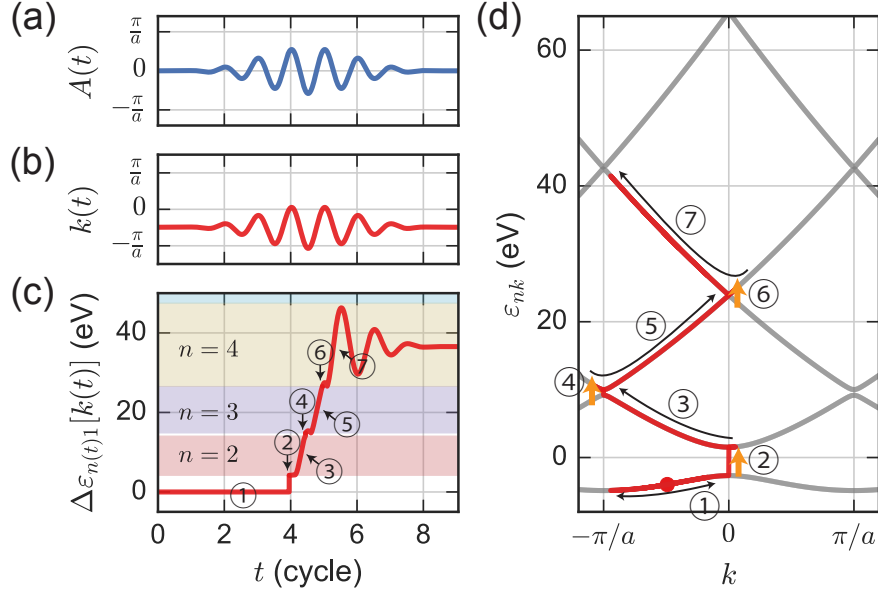 (a)
A(t)
π/a
0
−π/a
(b)
k(t)
π/a
0
−π/a
(c)
Δε_{n(t)1}[k(t)] (eV)
40
20
0
n = 4
n = 3
n = 2
①
②
③
④
⑤
⑥
⑦
0 2 4 6 8
t (cycle)
(d)
ε_{nk} (eV)
60
40
20
0
⑦
⑥
⑤
④
③
②
①
−π/a 0 π/a
k